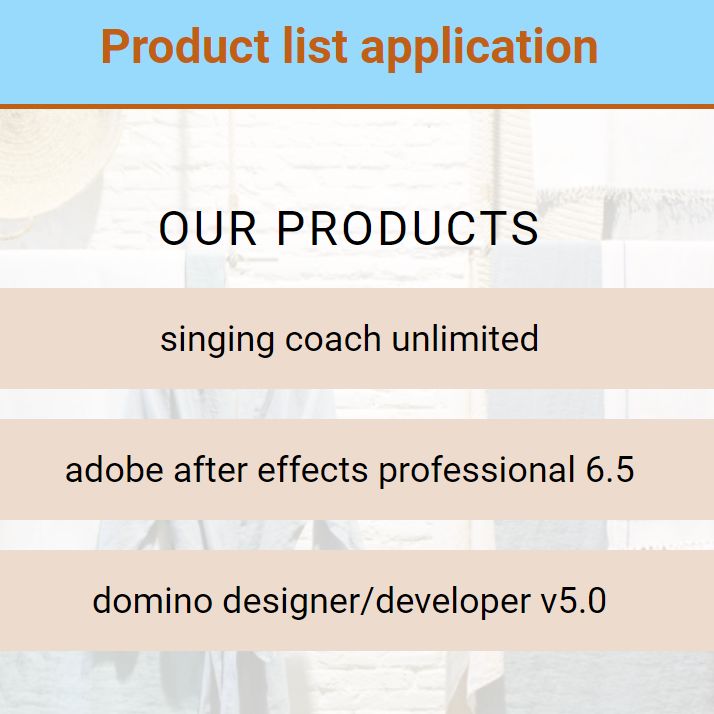 Product list application
OUR PRODUCTS
singing coach unlimited
adobe after effects professional 6.5
domino designer/developer v5.0